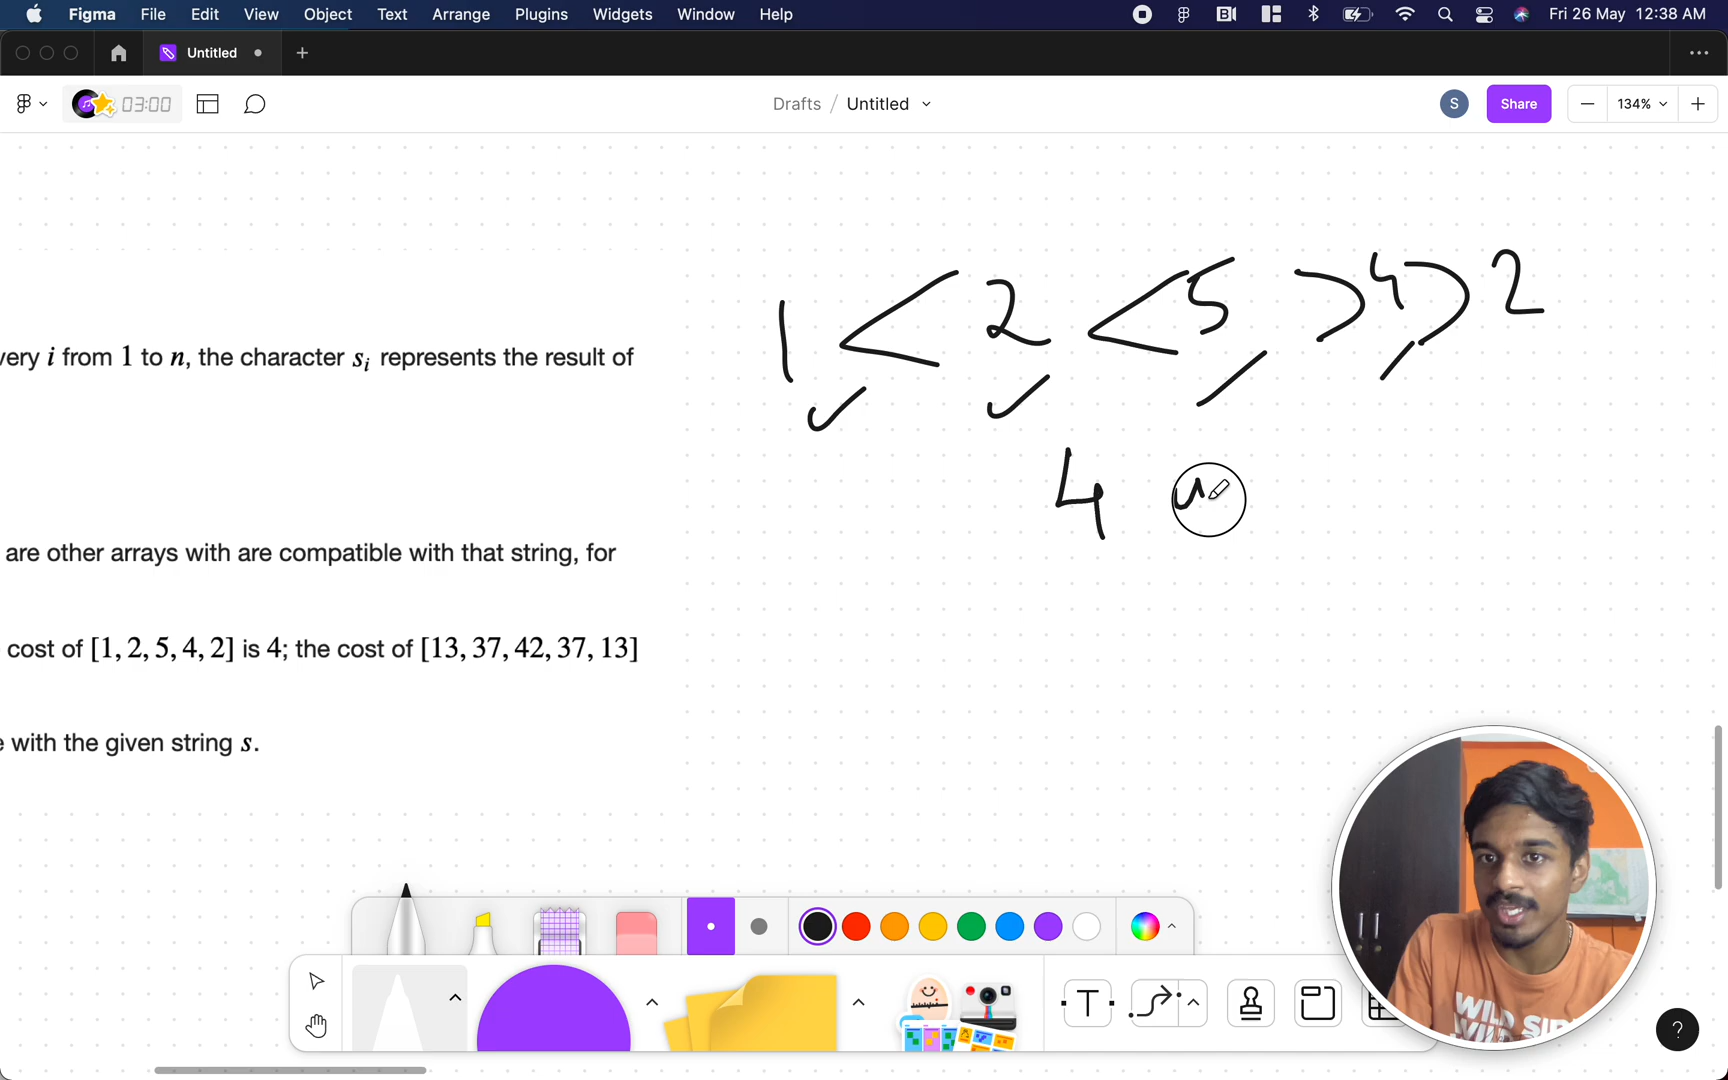 Figma File Edit View Object Text Arrange Plugins Widgets Window Help Fri 26 May 12:38 AM
Untitled
03:00 Drafts / Untitled S Share 134%
1 < 2 < 5 > 4 > 2
very i from 1 to n, the character sᵢ represents the result of
4
are other arrays with are compatible with that string, for
cost of [1, 2, 5, 4, 2] is 4; the cost of [13, 37, 42, 37, 13]
e with the given string s.
T
WILD SIDE
?